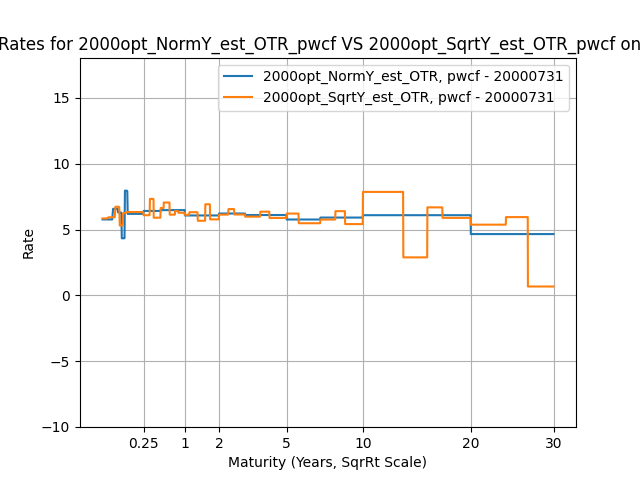 Rates for 2000opt_NormY_est_OTR_pwcf VS 2000opt_SqrtY_est_OTR_pwcf on
2000opt_NormY_est_OTR, pwcf - 20000731
2000opt_SqrtY_est_OTR, pwcf - 20000731
15
10
5
0
−5
−10
Rate
0.25 1 2 5 10 20 30
Maturity (Years, SqrRt Scale)